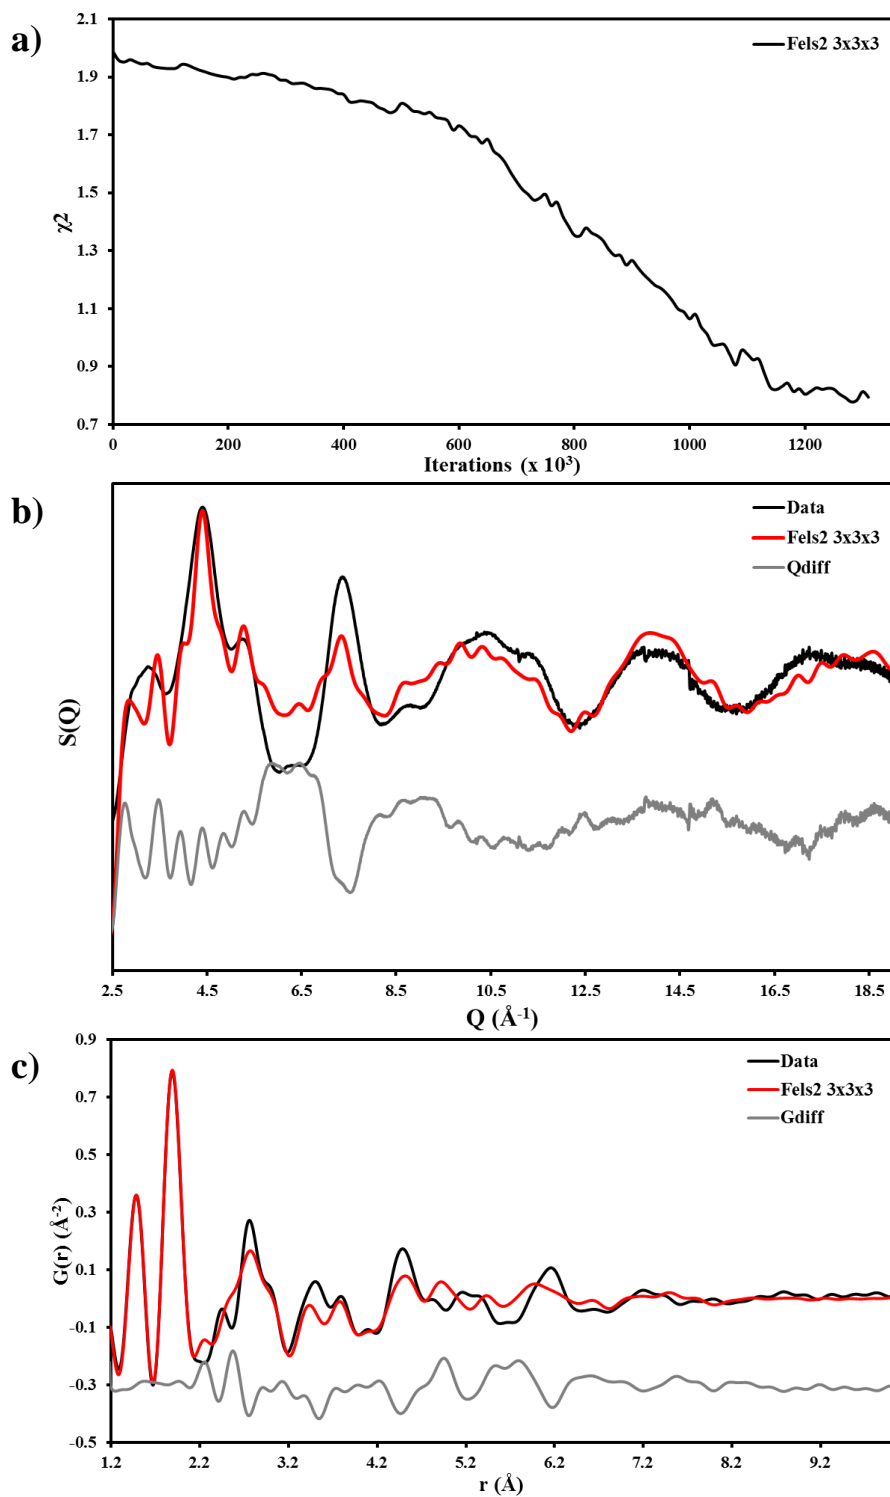 a)
2.1
1.9
1.7
1.5
1.3
1.1
0.9
0.7
χ2
Fels2 3x3x3
0 200 400 600 800 1000 1200
Iterations (x 10³)
b)
S(Q)
Data
Fels2 3x3x3
Qdiff
2.5 4.5 6.5 8.5 10.5 12.5 14.5 16.5 18.5
Q (Å⁻¹)
c)
0.9
0.7
0.5
0.3
0.1
-0.1
-0.3
-0.5
G(r) (Å⁻²)
Data
Fels2 3x3x3
Gdiff
1.2 2.2 3.2 4.2 5.2 6.2 7.2 8.2 9.2
r (Å)